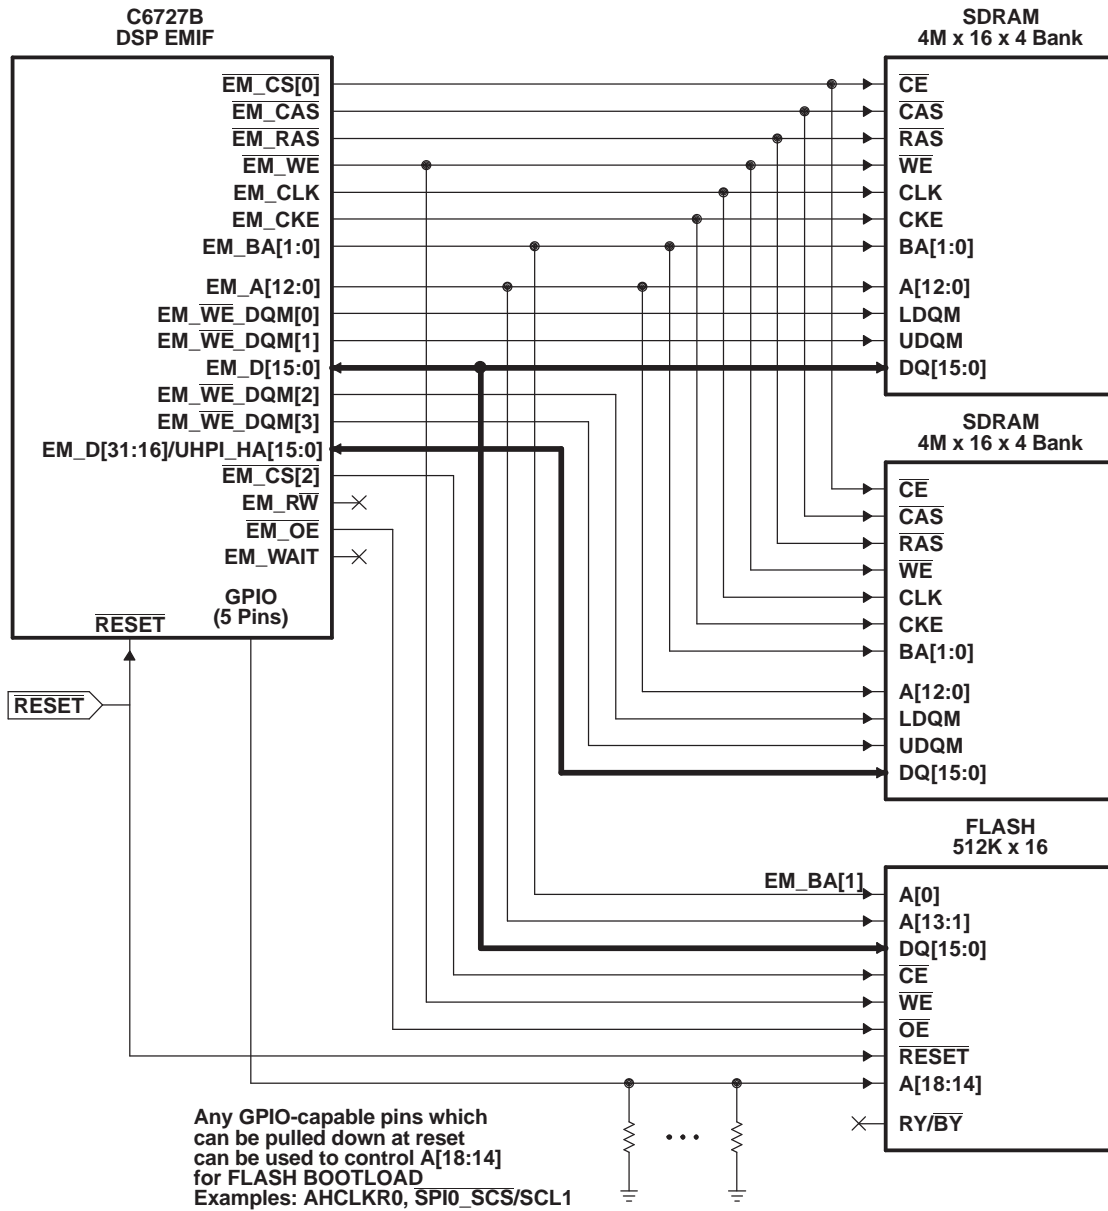 C6727B
DSP EMIF
EM_CS[0]
EM_CAS
EM_RAS
EM_WE
EM_CLK
EM_CKE
EM_BA[1:0]
EM_A[12:0]
EM_WE_DQM[0]
EM_WE_DQM[1]
EM_D[15:0]
EM_WE_DQM[2]
EM_WE_DQM[3]
EM_D[31:16]/UHPI_HA[15:0]
EM_CS[2]
EM_RW
EM_OE
EM_WAIT
GPIO
(5 Pins)
RESET
RESET
SDRAM
4M x 16 x 4 Bank
CE
CAS
RAS
WE
CLK
CKE
BA[1:0]
A[12:0]
LDQM
UDQM
DQ[15:0]
SDRAM
4M x 16 x 4 Bank
CE
CAS
RAS
WE
CLK
CKE
BA[1:0]
A[12:0]
LDQM
UDQM
DQ[15:0]
FLASH
512K x 16
EM_BA[1]
A[0]
A[13:1]
DQ[15:0]
CE
WE
OE
RESET
A[18:14]
RY/BY
Any GPIO-capable pins which
can be pulled down at reset
can be used to control A[18:14]
for FLASH BOOTLOAD
Examples: AHCLKR0, SPI0_SCS/SCL1